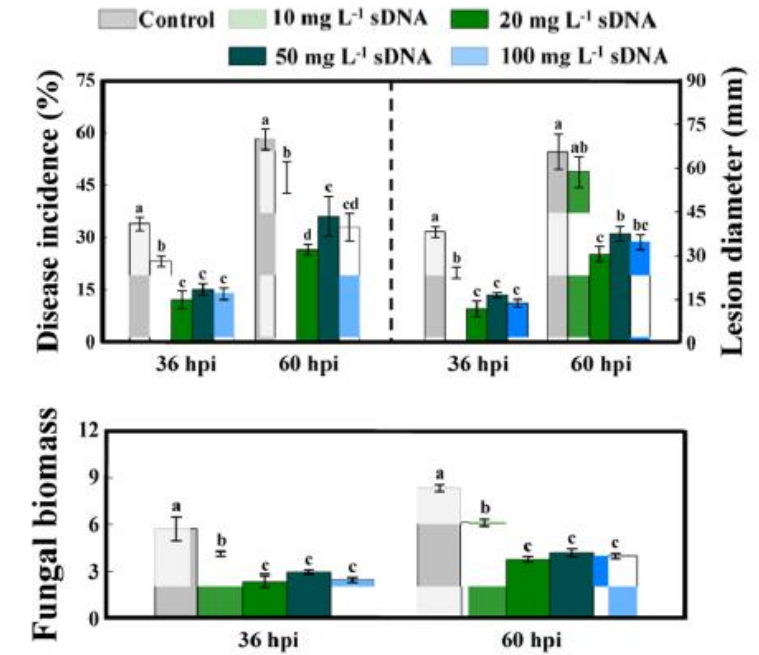 Control 10 mg L⁻¹ sDNA 20 mg L⁻¹ sDNA
50 mg L⁻¹ sDNA 100 mg L⁻¹ sDNA
Disease incidence (%)
75
60
45
30
15
0
a
b
c c c
a
b
d
c
cd
36 hpi 60 hpi
a
b
c c c
a
ab
c
b
bc
36 hpi 60 hpi
90
75
60
45
30
15
0
Lesion diameter (mm)
Fungal biomass
12
9
6
3
0
a
b
c c c
a
b
c c c
36 hpi 60 hpi